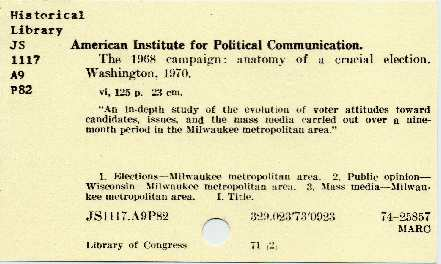 Historical
Library
JS
1117
A9
P82
American Institute for Political Communication.
The 1968 campaign: anatomy of a crucial election.
Washington, 1970.
vi, 125 p. 23 cm.
"An in-depth study of the evolution of voter attitudes toward
candidates, issues, and the mass media carried out over a nine-
month period in the Milwaukee metropolitan area."
1. Elections—Milwaukee metropolitan area. 2. Public opinion—
Wisconsin—Milwaukee metropolitan area. 3. Mass media—Milwau-
kee metropolitan area. I. Title.
JS1117.A9P82 329.023'73'0923 74-25857
MARC
Library of Congress 71 (2)